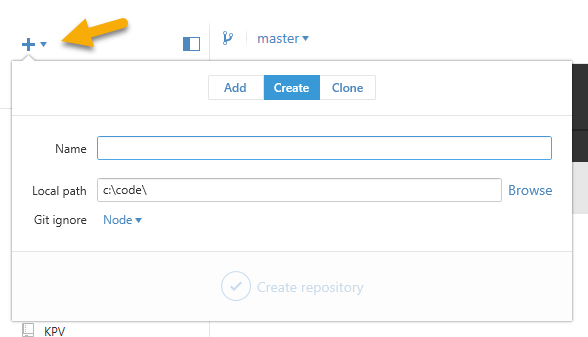 master
Add Create Clone
Name
Local path c:\code\ Browse
Git ignore Node
Create repository
KPV